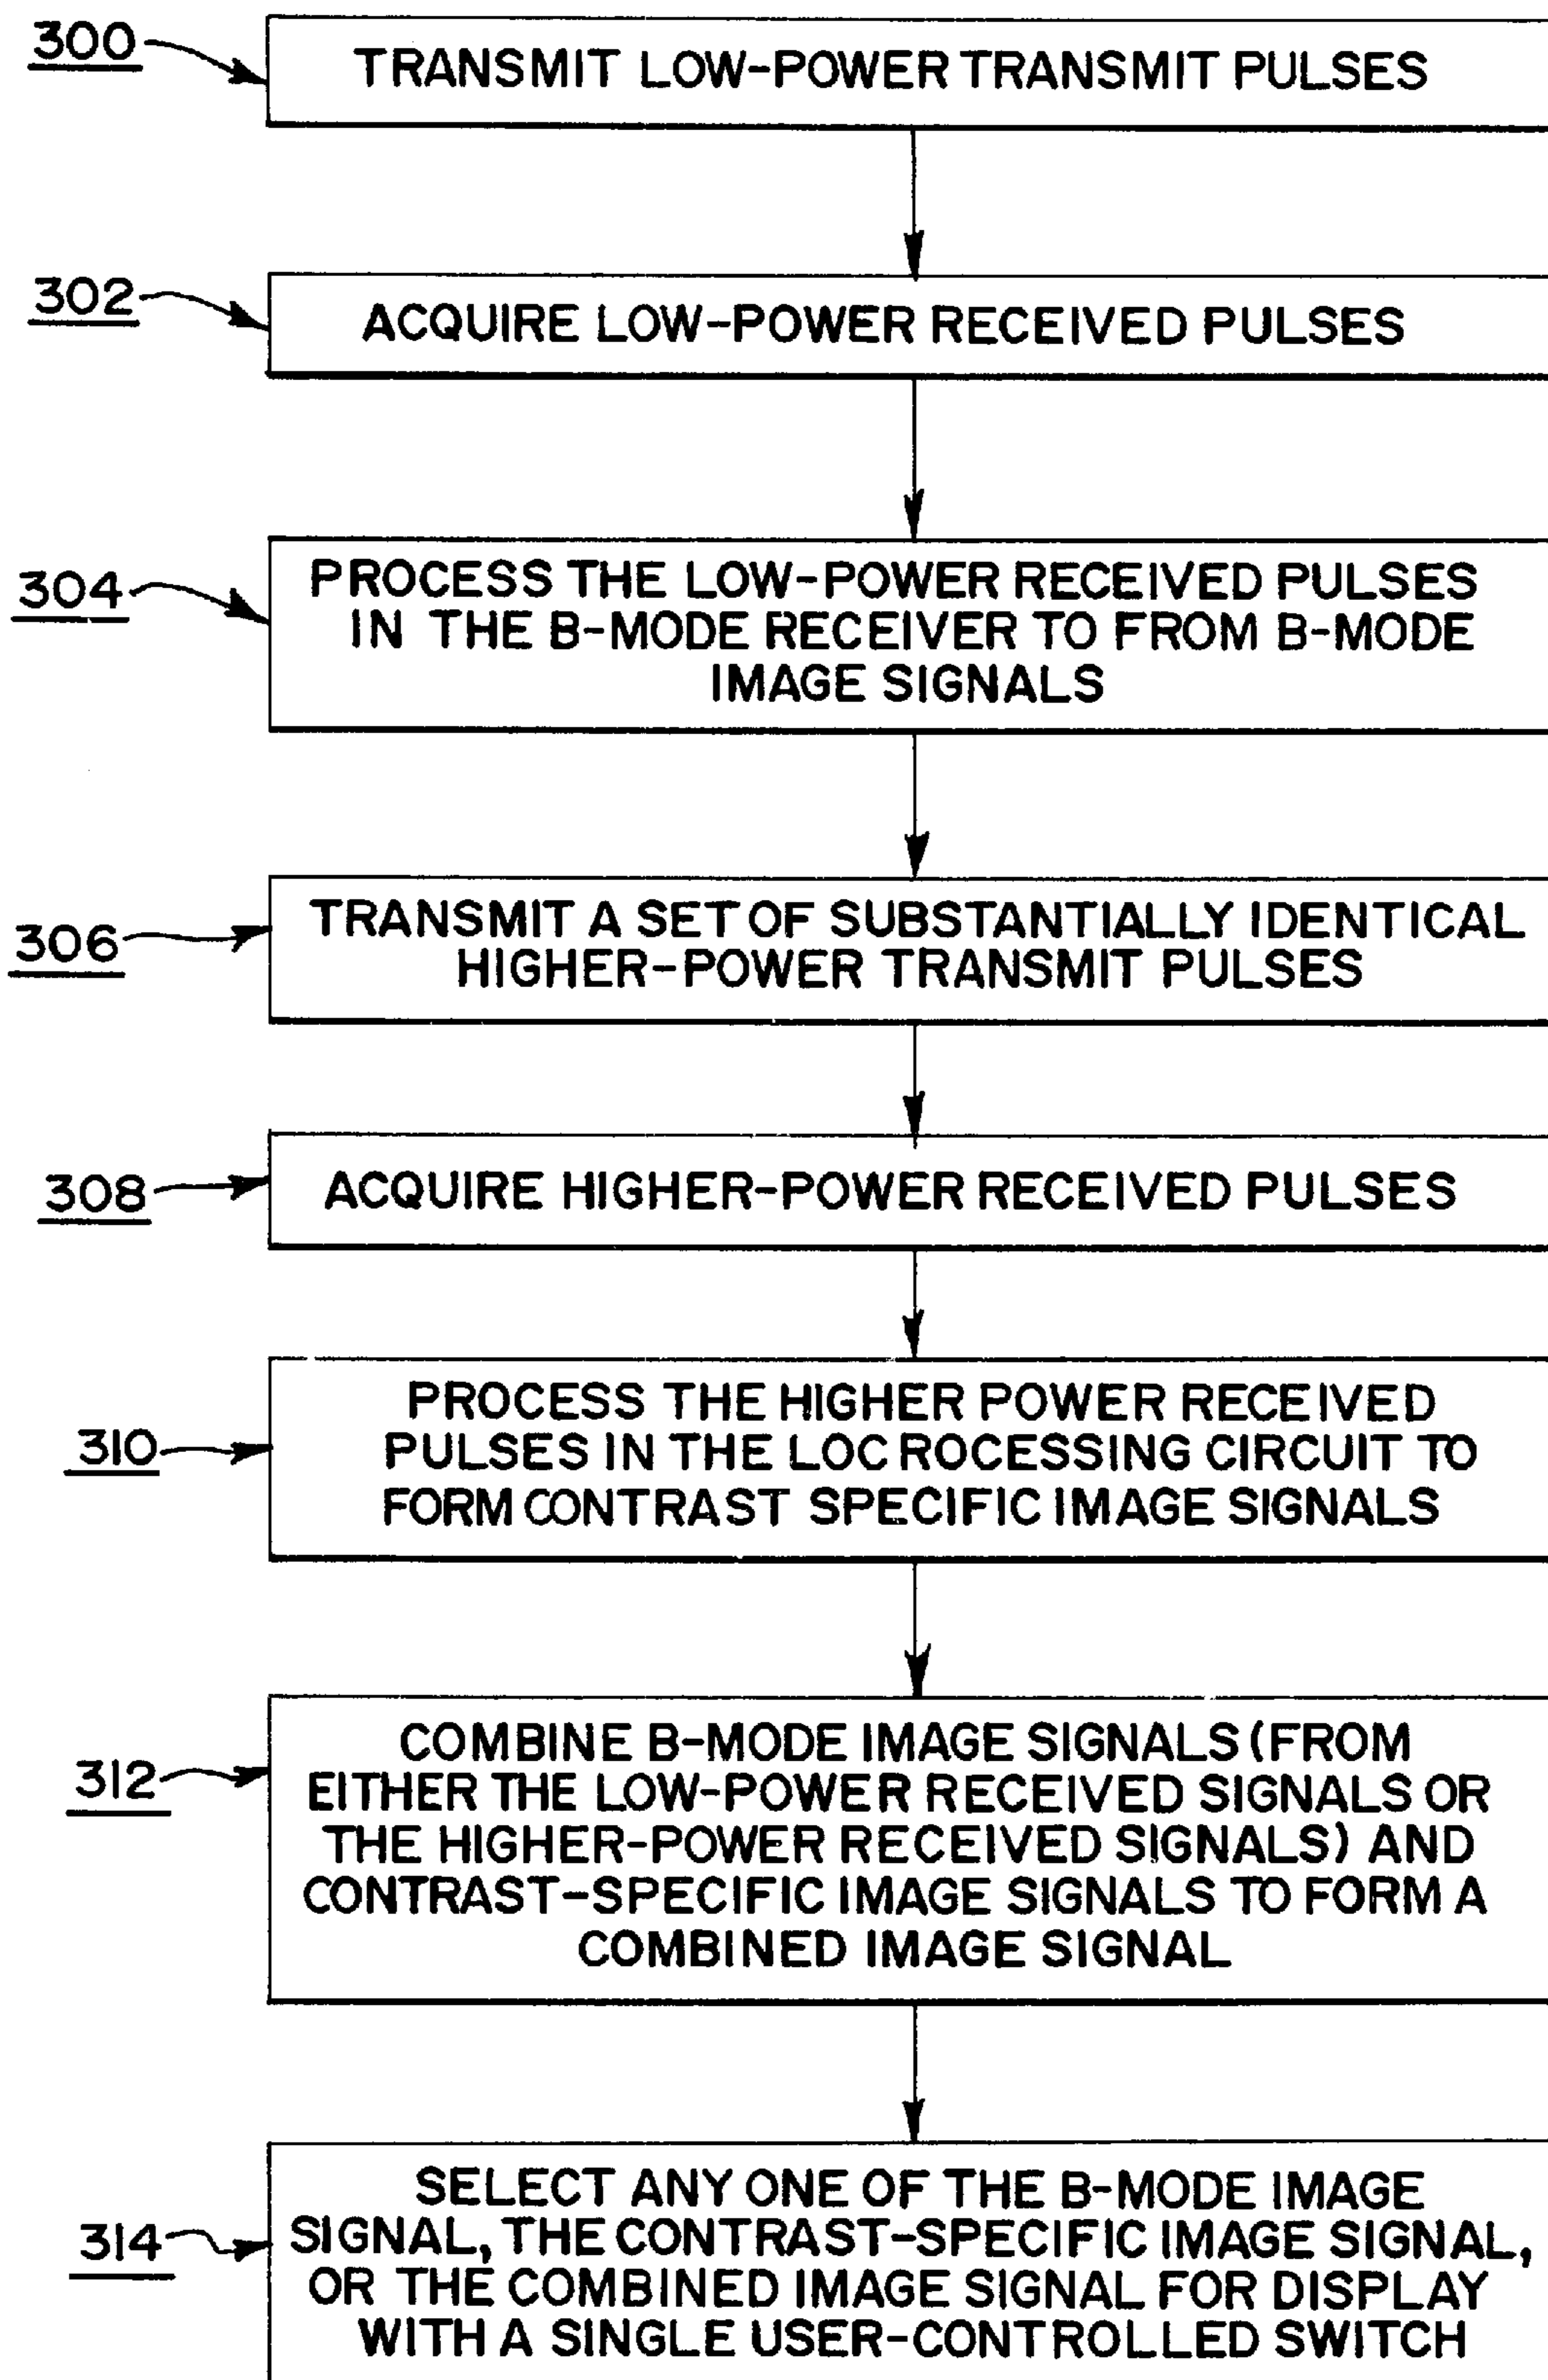 300
TRANSMIT LOW-POWER TRANSMIT PULSES
302
ACQUIRE LOW-POWER RECEIVED PULSES
304
PROCESS THE LOW-POWER RECEIVED PULSES
IN THE B-MODE RECEIVER TO FROM B-MODE
IMAGE SIGNALS
306
TRANSMIT A SET OF SUBSTANTIALLY IDENTICAL
HIGHER-POWER TRANSMIT PULSES
308
ACQUIRE HIGHER-POWER RECEIVED PULSES
310
PROCESS THE HIGHER POWER RECEIVED
PULSES IN THE LOC ROCESSING CIRCUIT TO
FORM CONTRAST SPECIFIC IMAGE SIGNALS
312
COMBINE B-MODE IMAGE SIGNALS (FROM
EITHER THE LOW-POWER RECEIVED SIGNALS OR
THE HIGHER-POWER RECEIVED SIGNALS) AND
CONTRAST-SPECIFIC IMAGE SIGNALS TO FORM A
COMBINED IMAGE SIGNAL
314
SELECT ANY ONE OF THE B-MODE IMAGE
SIGNAL, THE CONTRAST-SPECIFIC IMAGE SIGNAL,
OR THE COMBINED IMAGE SIGNAL FOR DISPLAY
WITH A SINGLE USER-CONTROLLED SWITCH